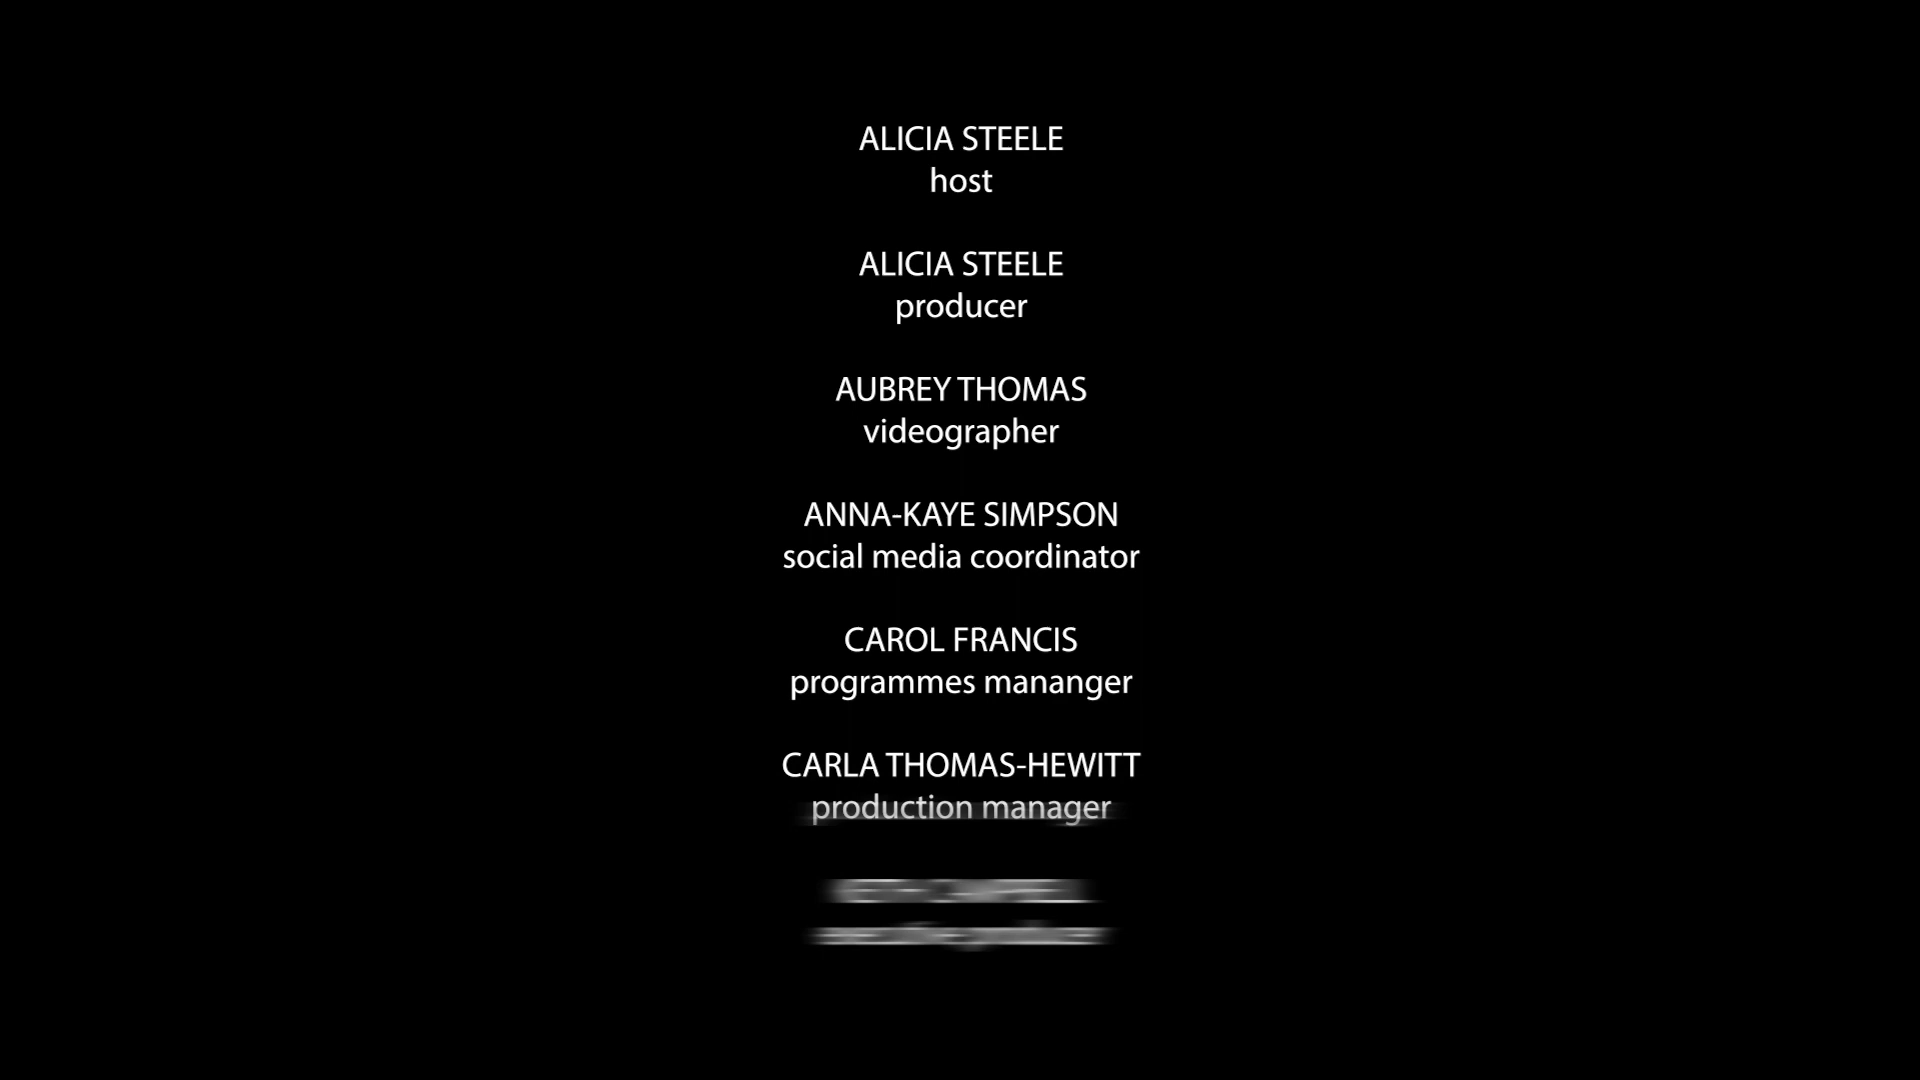 ALICIA STEELE
host
ALICIA STEELE
producer
AUBREY THOMAS
videographer
ANNA-KAYE SIMPSON
social media coordinator
CAROL FRANCIS
programmes mananger
CARLA THOMAS-HEWITT
production manager